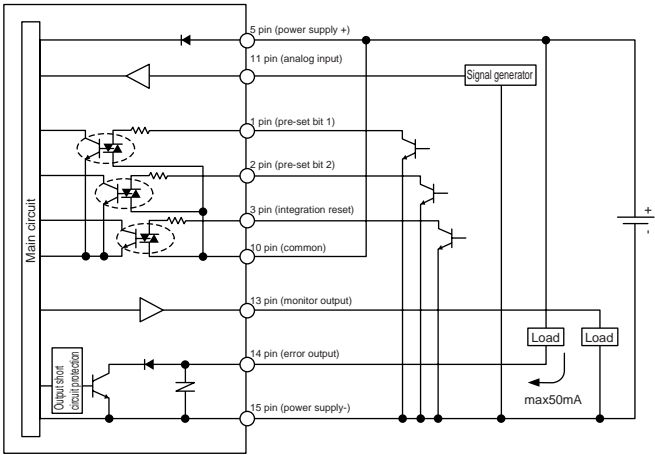 5 pin (power supply +)
11 pin (analog input)
Signal generator
1 pin (pre-set bit 1)
2 pin (pre-set bit 2)
3 pin (integration reset)
10 pin (common)
13 pin (monitor output)
14 pin (error output)
15 pin (power supply-)
Main circuit
Output short
circuit protection
Load
Load
max50mA
+
-